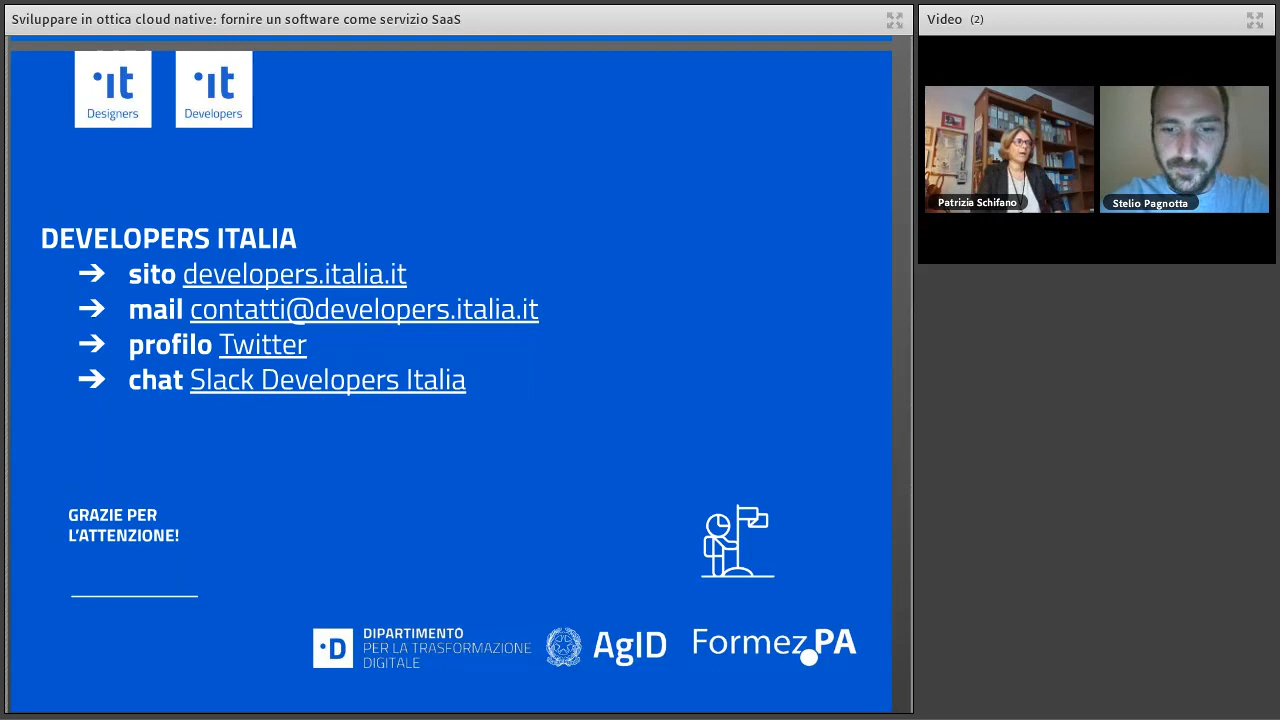 Sviluppare in ottica cloud native: fornire un software come servizio SaaS
Video (2)
·it
Designers
·it
Developers
Patrizia Schifano
Stelio Pagnotta
DEVELOPERS ITALIA
➔ sito developers.italia.it
➔ mail contatti@developers.italia.it
➔ profilo Twitter
➔ chat Slack Developers Italia
GRAZIE PER
L'ATTENZIONE!
·D
DIPARTIMENTO
PER LA TRASFORMAZIONE
DIGITALE
AgID
Formez PA